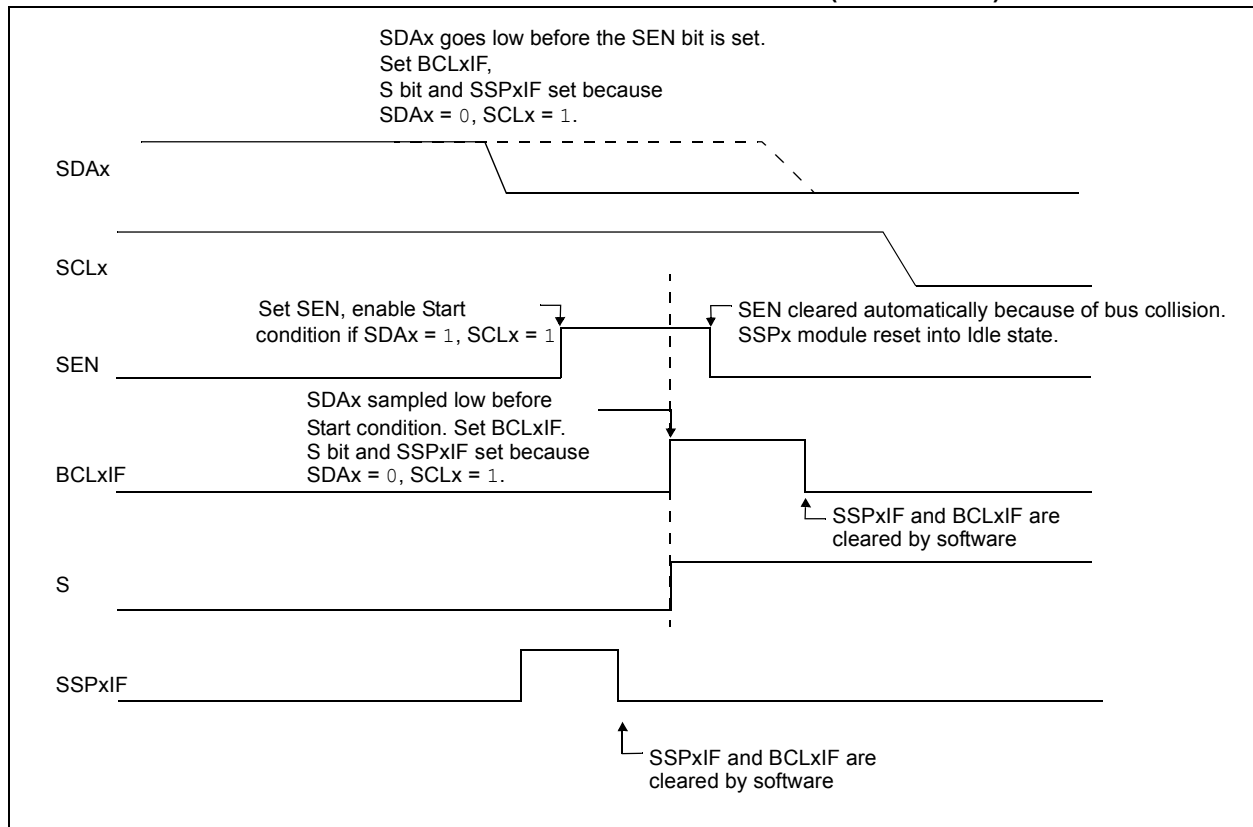 SDAx goes low before the SEN bit is set.
Set BCLxIF,
S bit and SSPxIF set because
SDAx = 0, SCLx = 1.
SDAx
SCLx
Set SEN, enable Start
condition if SDAx = 1, SCLx = 1
SEN cleared automatically because of bus collision.
SSPx module reset into Idle state.
SEN
SDAx sampled low before
Start condition. Set BCLxIF.
S bit and SSPxIF set because
SDAx = 0, SCLx = 1.
BCLxIF
SSPxIF and BCLxIF are
cleared by software
S
SSPxIF
SSPxIF and BCLxIF are
cleared by software